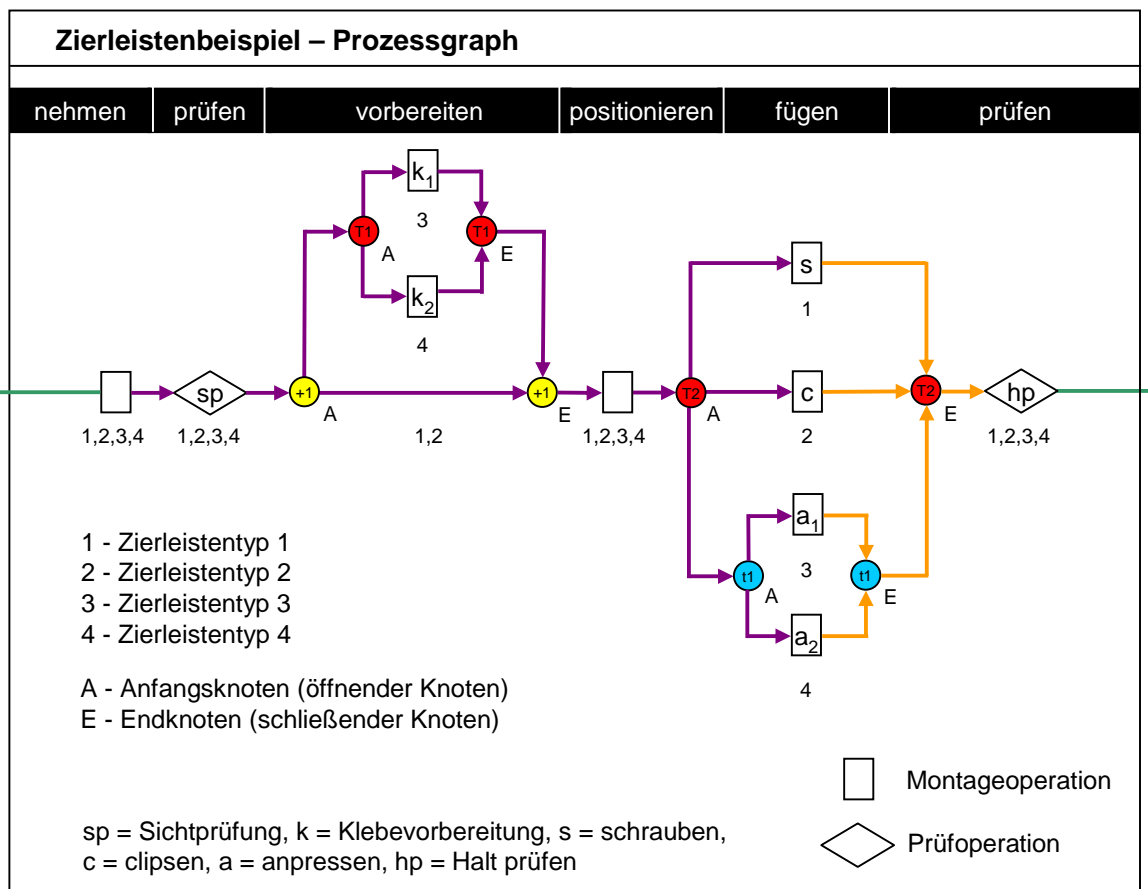 Zierleistenbeispiel – Prozessgraph
nehmen prüfen vorbereiten positionieren fügen prüfen
k1
3
T1 A
T1 E
k2
4
s
1
sp
1,2,3,4
1,2,3,4
+1 A
1,2
+1 E
1,2,3,4
T2 A
c
2
T2 E
hp
1,2,3,4
a1
3
t1 A
t1 E
a2
4
1 - Zierleistentyp 1
2 - Zierleistentyp 2
3 - Zierleistentyp 3
4 - Zierleistentyp 4
A - Anfangsknoten (öffnender Knoten)
E - Endknoten (schließender Knoten)
Montageoperation
Prüfoperation
sp = Sichtprüfung, k = Klebevorbereitung, s = schrauben,
c = clipsen, a = anpressen, hp = Halt prüfen